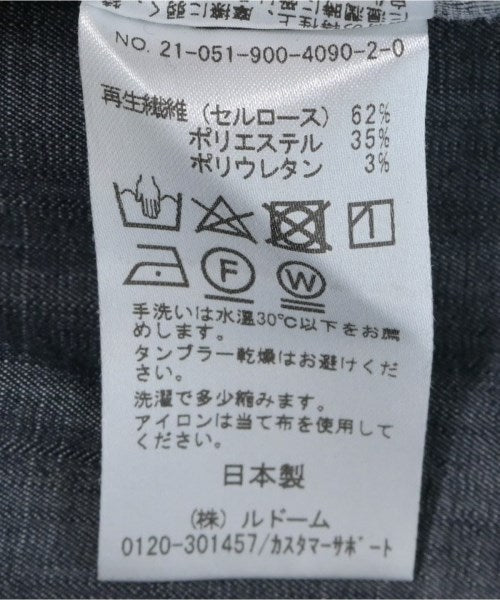 NO. 21-051-900-4090-2-0
再生繊維 (セルロース) 62%
ポリエステル 35%
ポリウレタン 3%
F
W
手洗いは水温30℃以下をお薦
めします。
タンブラー乾燥はお避けくだ
さい。
洗濯で多少縮みます。
アイロンは当て布を使用して
ください。
日本製
(株) ルドーム
0120-301457/カスタマーサポート